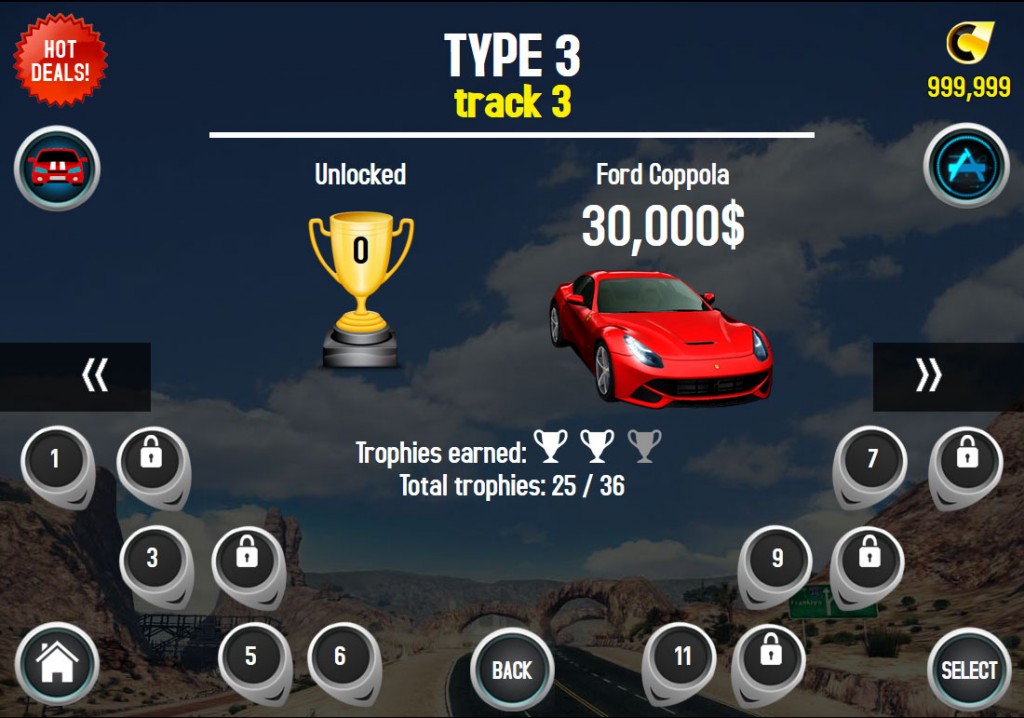 HOT
DEALS!
TYPE 3
track 3
999,999
Unlocked
0
Ford Coppola
30,000$
Trophies earned:
Total trophies: 25 / 36
1
7
3
9
5
6
11
BACK
SELECT